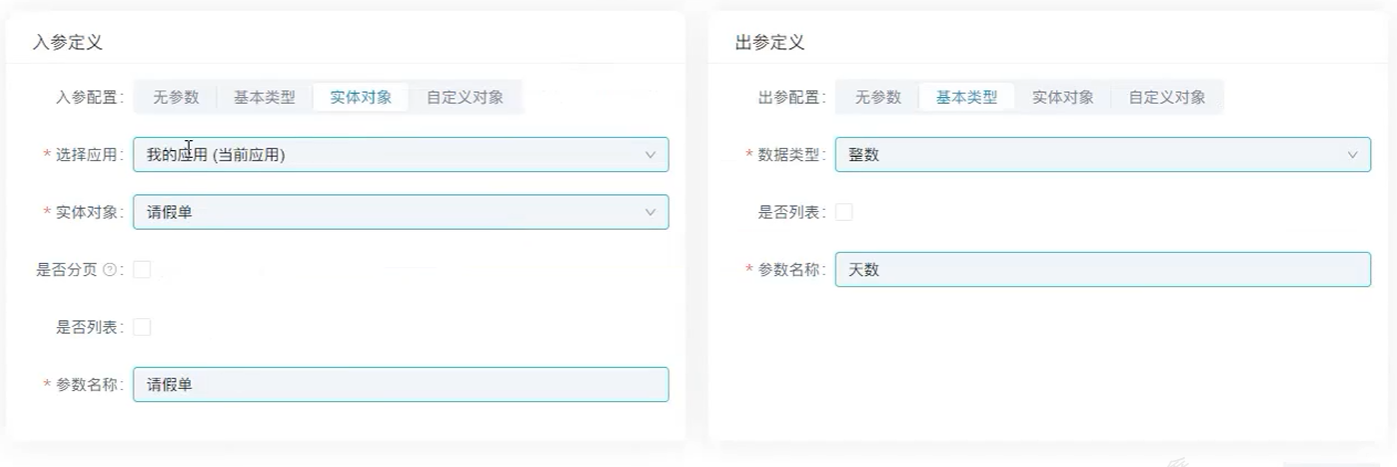 入参定义
入参配置: 无参数 基本类型 实体对象 自定义对象
* 选择应用: 我的应用 (当前应用)
* 实体对象: 请假单
是否分页 ? :
是否列表:
* 参数名称: 请假单
出参定义
出参配置: 无参数 基本类型 实体对象 自定义对象
* 数据类型: 整数
是否列表:
* 参数名称: 天数